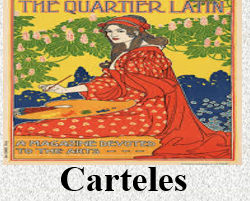 THE QUARTIER LATIN
A MAGAZINE DEVOTED
TO THE ARTS
Carteles